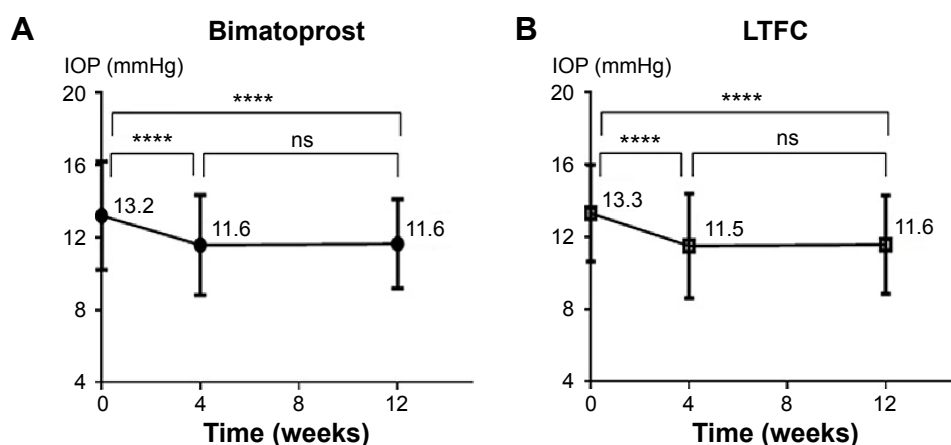 A Bimatoprost
IOP (mmHg)
20
16
12
8
4
****
****
ns
13.2
11.6
11.6
0 4 8 12
Time (weeks)
B LTFC
IOP (mmHg)
20
16
12
8
4
****
****
ns
13.3
11.5
11.6
0 4 8 12
Time (weeks)